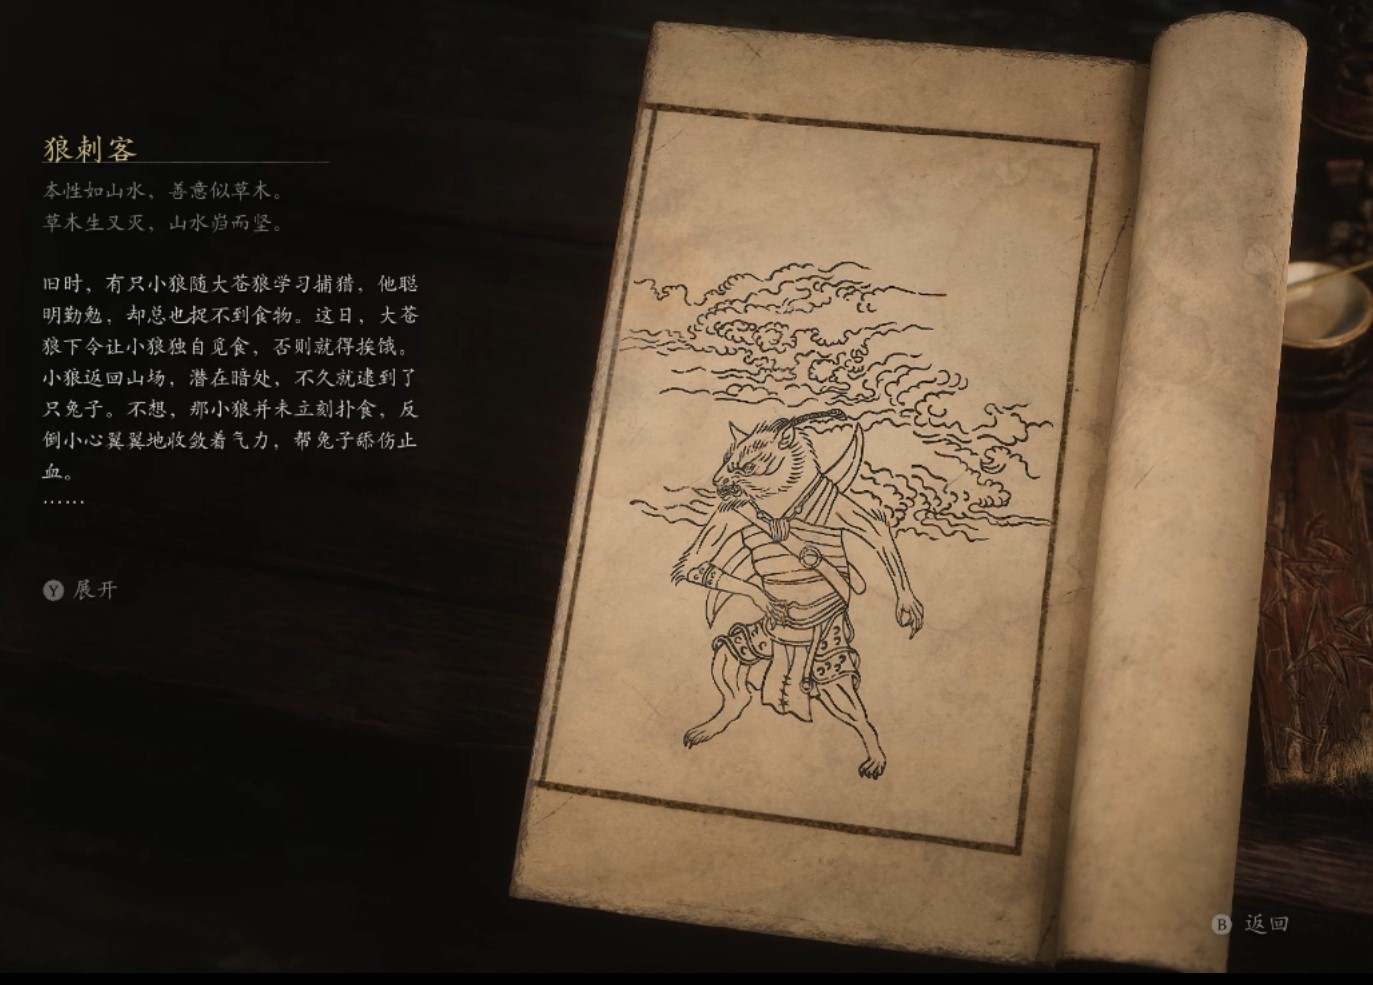 狼刺客
本性如山水，善意似草木。
草木生又灭，山水岿而坚。
旧时，有只小狼随大苍狼学习捕猎，他聪
明勤勉，却总也捉不到食物。这日，大苍
狼下令让小狼独自觅食，否则就得挨饿。
小狼返回山场，潜在暗处，不久就逮到了
只兔子。不想，那小狼并未立刻扑食，反
倒小心翼翼地收敛着气力，帮兔子舔伤止
血。
……
Y 展开
B 返回